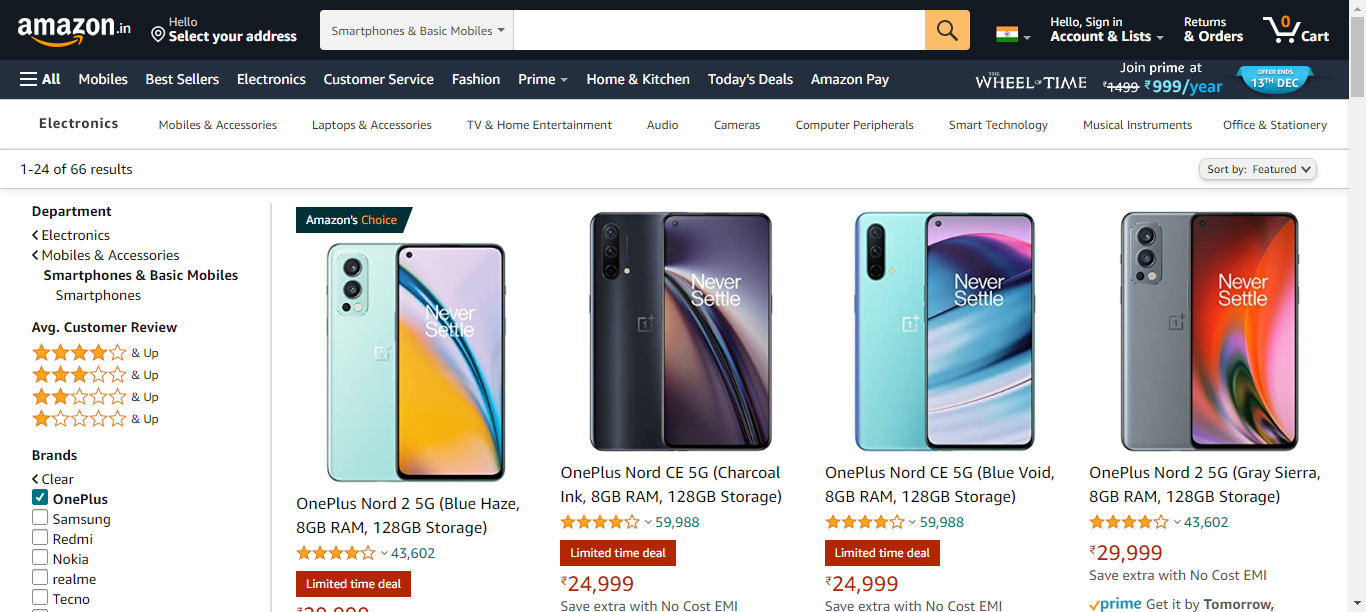 amazon.in
Hello
Select your address
Smartphones & Basic Mobiles
Hello, Sign in
Account & Lists
Returns
& Orders
0
Cart
All
Mobiles
Best Sellers
Electronics
Customer Service
Fashion
Prime
Home & Kitchen
Today's Deals
Amazon Pay
THE
WHEEL OF TIME
Join prime at
₹1499 ₹999/year
OFFER ENDS
13TH DEC
Electronics
Mobiles & Accessories
Laptops & Accessories
TV & Home Entertainment
Audio
Cameras
Computer Peripherals
Smart Technology
Musical Instruments
Office & Stationery
1-24 of 66 results
Sort by: Featured
Department
Electronics
Mobiles & Accessories
Smartphones & Basic Mobiles
Smartphones
Avg. Customer Review
& Up
& Up
& Up
& Up
Brands
Clear
OnePlus
Samsung
Redmi
Nokia
realme
Tecno
Amazon's Choice
Never
Settle
OnePlus Nord 2 5G (Blue Haze,
8GB RAM, 128GB Storage)
43,602
Limited time deal
₹29,999
Never
Settle
OnePlus Nord CE 5G (Charcoal
Ink, 8GB RAM, 128GB Storage)
59,988
Limited time deal
₹24,999
Save extra with No Cost EMI
Never
Settle
OnePlus Nord CE 5G (Blue Void,
8GB RAM, 128GB Storage)
59,988
Limited time deal
₹24,999
Save extra with No Cost EMI
Never
Settle
OnePlus Nord 2 5G (Gray Sierra,
8GB RAM, 128GB Storage)
43,602
₹29,999
Save extra with No Cost EMI
prime Get it by Tomorrow,